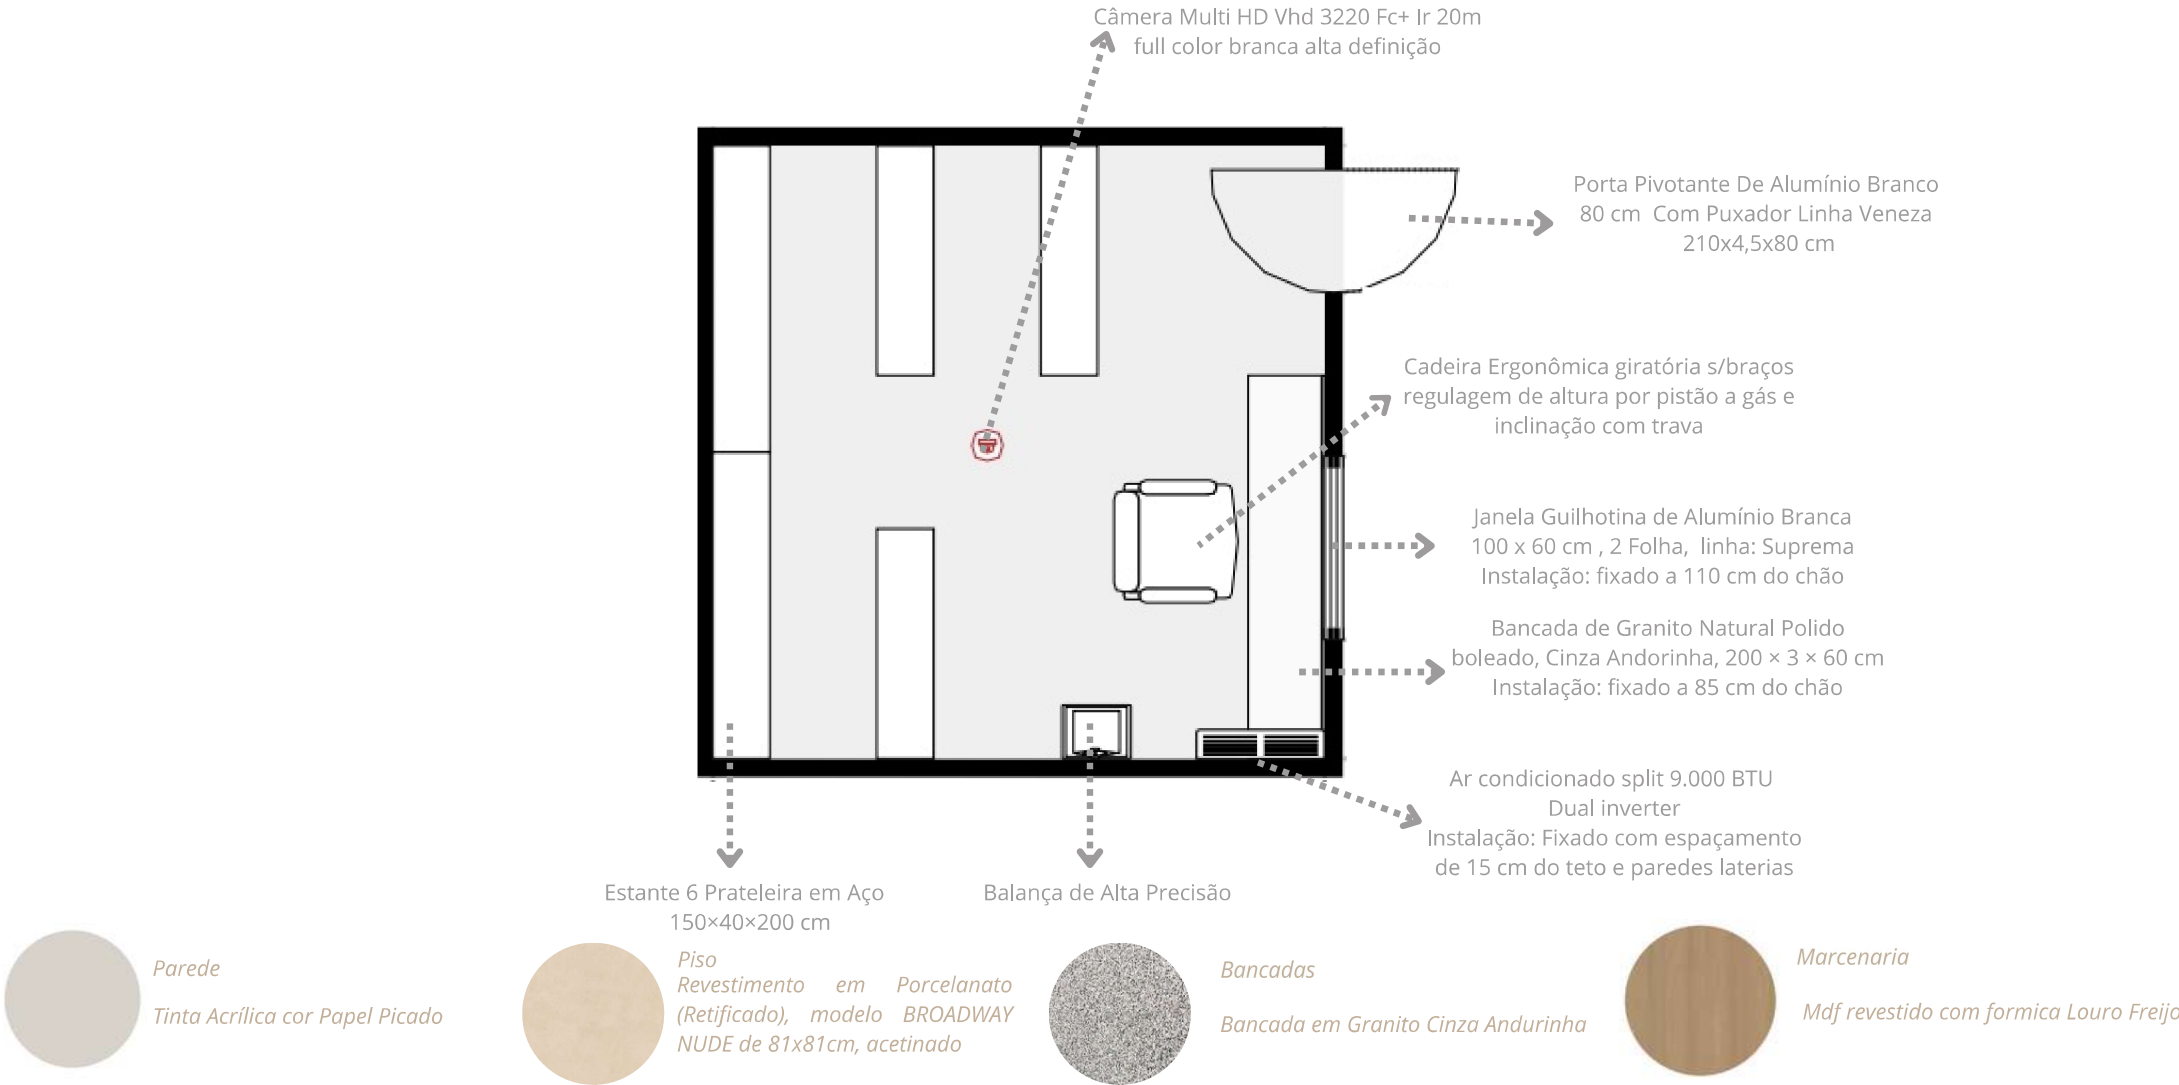 Câmera Multi HD Vhd 3220 Fc+ Ir 20m
full color branca alta definição
Porta Pivotante De Alumínio Branco
80 cm Com Puxador Linha Veneza
210x4,5x80 cm
Cadeira Ergonômica giratória s/braços
regulagem de altura por pistão a gás e
inclinação com trava
Janela Guilhotina de Alumínio Branca
100 x 60 cm , 2 Folha, linha: Suprema
Instalação: fixado a 110 cm do chão
Bancada de Granito Natural Polido
boleado, Cinza Andorinha, 200 × 3 × 60 cm
Instalação: fixado a 85 cm do chão
Ar condicionado split 9.000 BTU
Dual inverter
Instalação: Fixado com espaçamento
de 15 cm do teto e paredes laterias
Estante 6 Prateleira em Aço
150×40×200 cm
Balança de Alta Precisão
Parede
Tinta Acrílica cor Papel Picado
Piso
Revestimento em Porcelanato
(Retificado), modelo BROADWAY
NUDE de 81x81cm, acetinado
Bancadas
Bancada em Granito Cinza Andurinha
Marcenaria
Mdf revestido com formica Louro Freijo